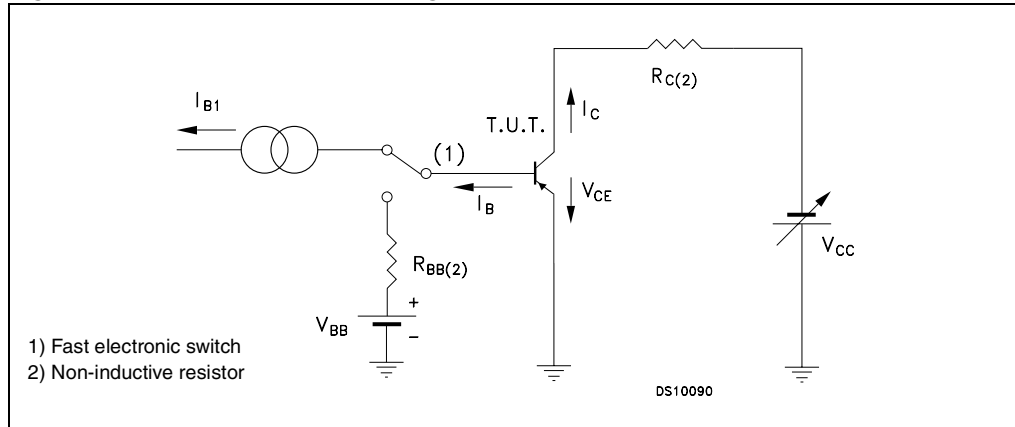 I_B1
R_C(2)
I_C
T.U.T.
(1)
V_CE
I_B
V_CC
R_BB(2)
+
V_BB
−
1) Fast electronic switch
2) Non-inductive resistor
DS10090